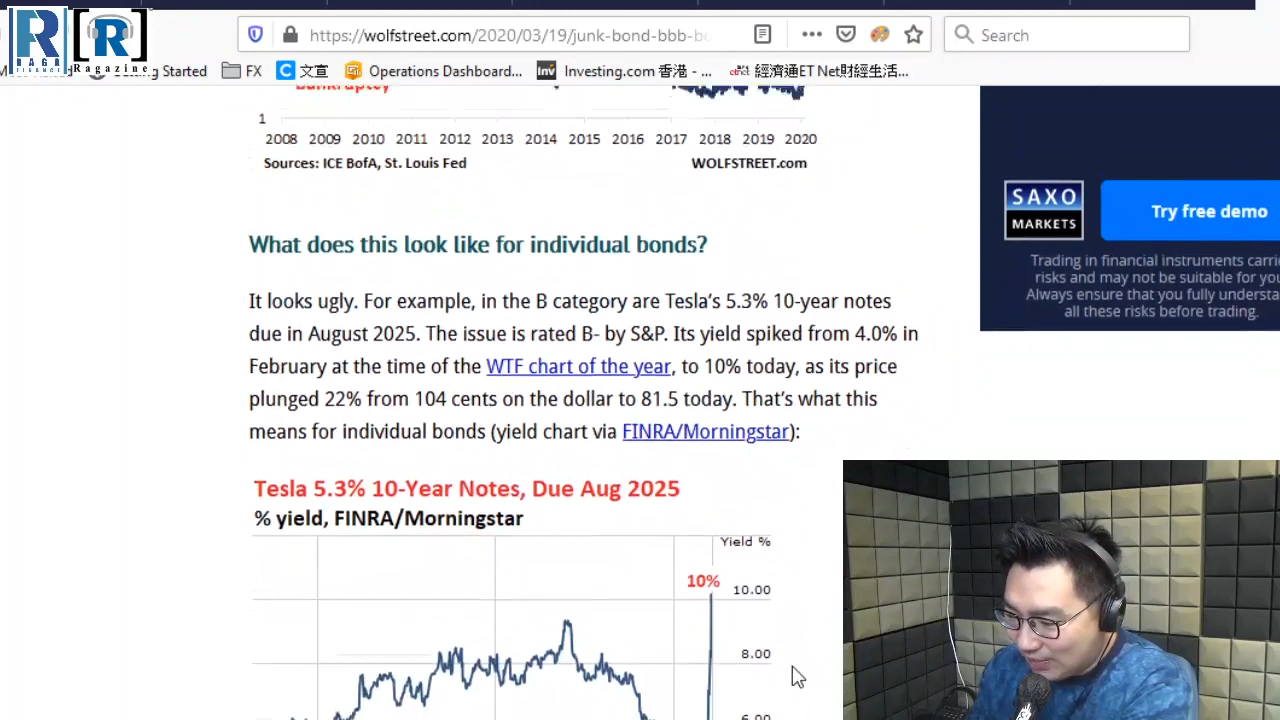 R
RAGA
FINANCE
[R]
Ragazine
https://wolfstreet.com/2020/03/19/junk-bond-bbb-b
Search
Getting Started
FX
文宣
Operations Dashboard...
Inv
Investing.com 香港 - ...
etnet
經濟通ET Net財經生活...
Bankruptcy
1
2008 2009 2010 2011 2012 2013 2014 2015 2016 2017 2018 2019 2020
Sources: ICE BofA, St. Louis Fed
WOLFSTREET.com
SAXO
MARKETS
Try free demo
Trading in financial instruments carri
risks and may not be suitable for you
Always ensure that you fully understa
all these risks before trading.
What does this look like for individual bonds?
It looks ugly. For example, in the B category are Tesla's 5.3% 10-year notes
due in August 2025. The issue is rated B- by S&P. Its yield spiked from 4.0% in
February at the time of the WTF chart of the year, to 10% today, as its price
plunged 22% from 104 cents on the dollar to 81.5 today. That's what this
means for individual bonds (yield chart via FINRA/Morningstar):
Tesla 5.3% 10-Year Notes, Due Aug 2025
% yield, FINRA/Morningstar
Yield %
10%
10.00
8.00
6.00